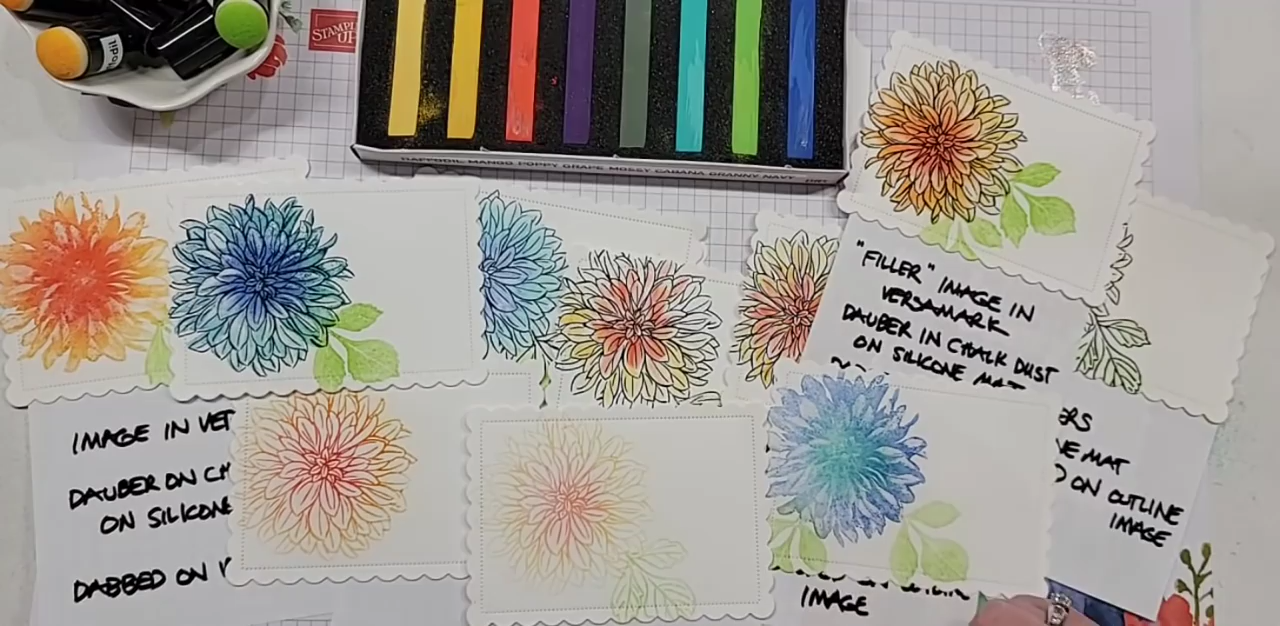 STAMPIN' UP!
DAFFODIL MANGO POPPY GRAPE MOSSY CABANA GRANNY NAVY
"FILLER" IMAGE IN
VERSAMARK
DAUBER IN CHALK DUST
ON SILICONE MAT
IMAGE IN
DAUBER ON
ON SILICONE
DABBED ON
MAT
ON OUTLINE
IMAGE
IMAGE